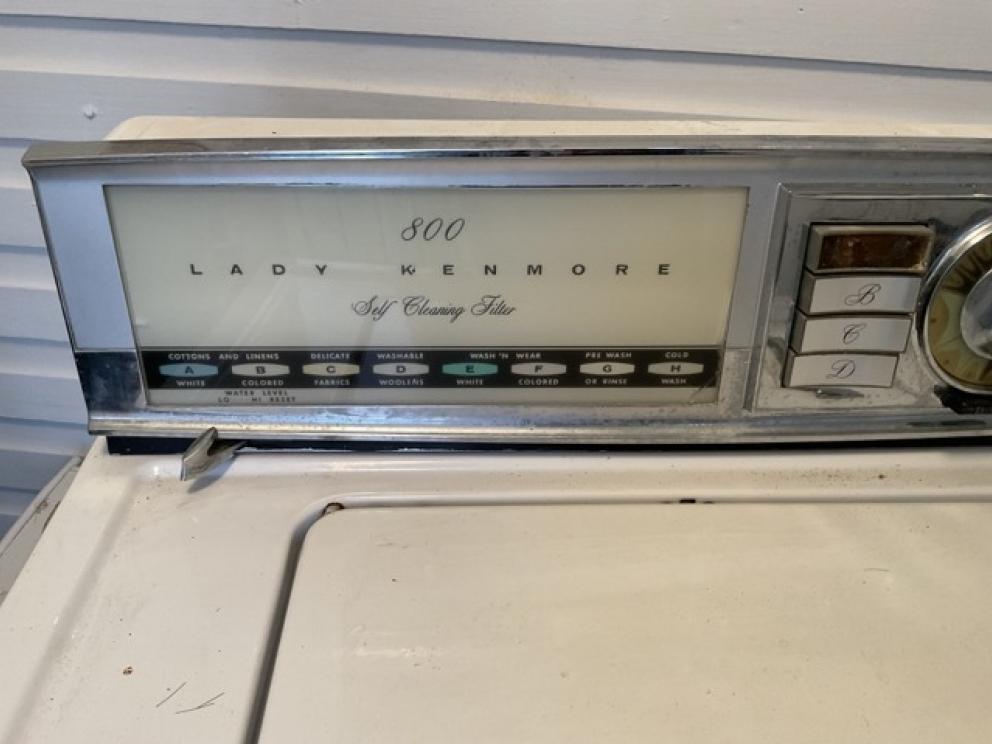 800
LADY KENMORE
Self Cleaning Filter
COTTONS AND LINENS DELICATE WASHABLE WASH 'N WEAR PRE WASH COLD
A B C D E F G H
WHITE COLORED FABRICS WOOLENS WHITE COLORED OR RINSE WASH
WATER LEVEL
LO HI RESET
B
C
D